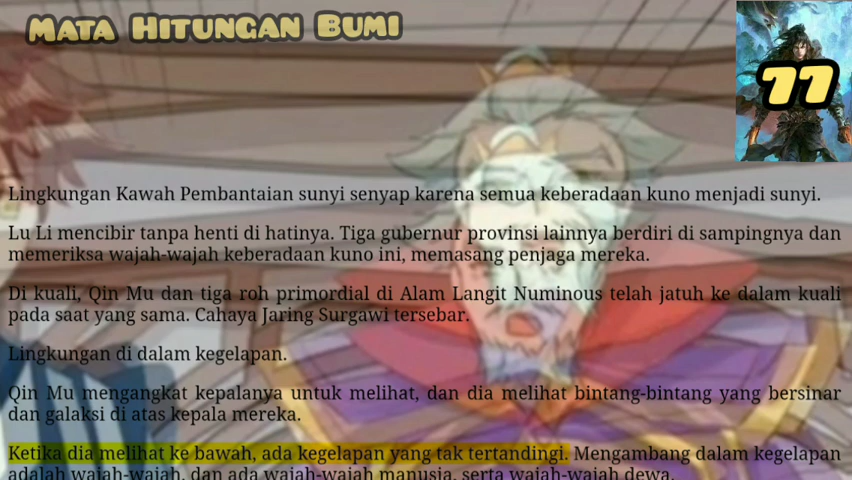 Mata Hitungan Bumi
77
Lingkungan Kawah Pembantaian sunyi senyap karena semua keberadaan kuno menjadi sunyi.
Lu Li mencibir tanpa henti di hatinya. Tiga gubernur provinsi lainnya berdiri di sampingnya dan
memeriksa wajah-wajah keberadaan kuno ini, memasang penjaga mereka.
Di kuali, Qin Mu dan tiga roh primordial di Alam Langit Numinous telah jatuh ke dalam kuali
pada saat yang sama. Cahaya Jaring Surgawi tersebar.
Lingkungan di dalam kegelapan.
Qin Mu mengangkat kepalanya untuk melihat, dan dia melihat bintang-bintang yang bersinar
dan galaksi di atas kepala mereka.
Ketika dia melihat ke bawah, ada kegelapan yang tak tertandingi. Mengambang dalam kegelapan
adalah wajah-wajah, dan ada wajah-wajah manusia, serta wajah-wajah dewa.